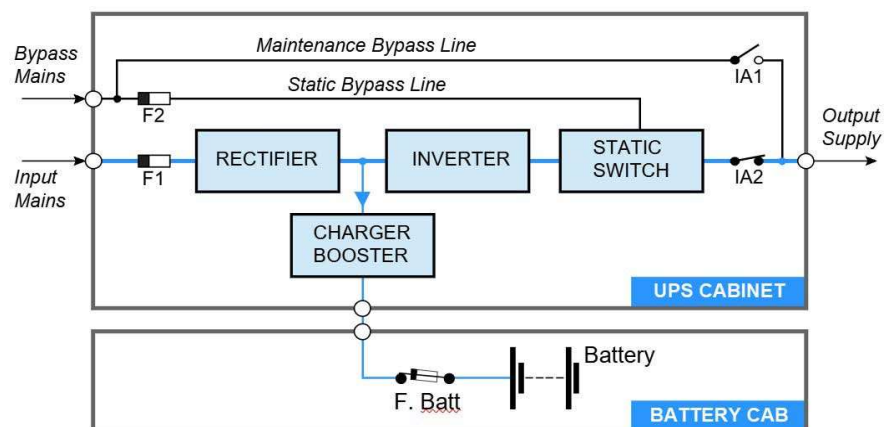 Bypass
Mains
Maintenance Bypass Line
IA1
Static Bypass Line
F2
Output
Supply
RECTIFIER
INVERTER
STATIC
SWITCH
F1
IA2
Input
Mains
CHARGER
BOOSTER
UPS CABINET
Battery
F. Batt
BATTERY CAB